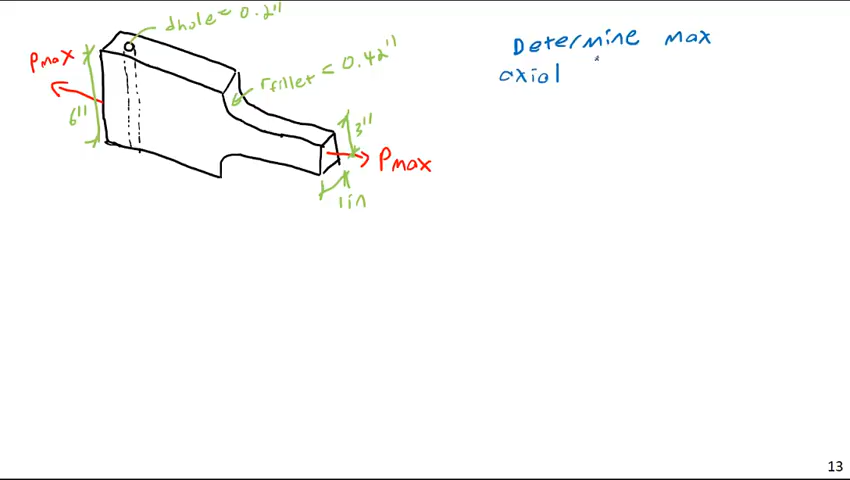 dhole = 0.2"
Pmax
rfillet = 0.42"
6"
3"
Pmax
1in
Determine max
axial
13